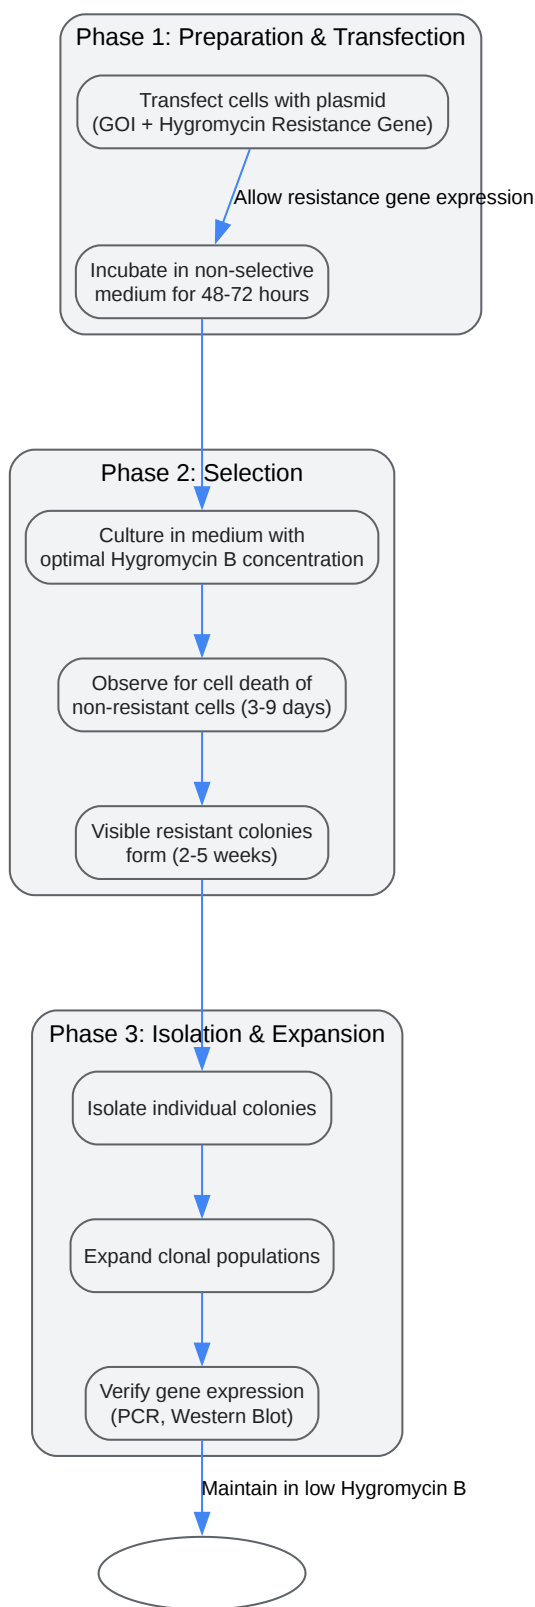 Phase 1: Preparation & Transfection
Transfect cells with plasmid
(GOI + Hygromycin Resistance Gene)
Allow resistance gene expression
Incubate in non-selective
medium for 48-72 hours
Phase 2: Selection
Culture in medium with
optimal Hygromycin B concentration
Observe for cell death of
non-resistant cells (3-9 days)
Visible resistant colonies
form (2-5 weeks)
Phase 3: Isolation & Expansion
Isolate individual colonies
Expand clonal populations
Verify gene expression
(PCR, Western Blot)
Maintain in low Hygromycin B